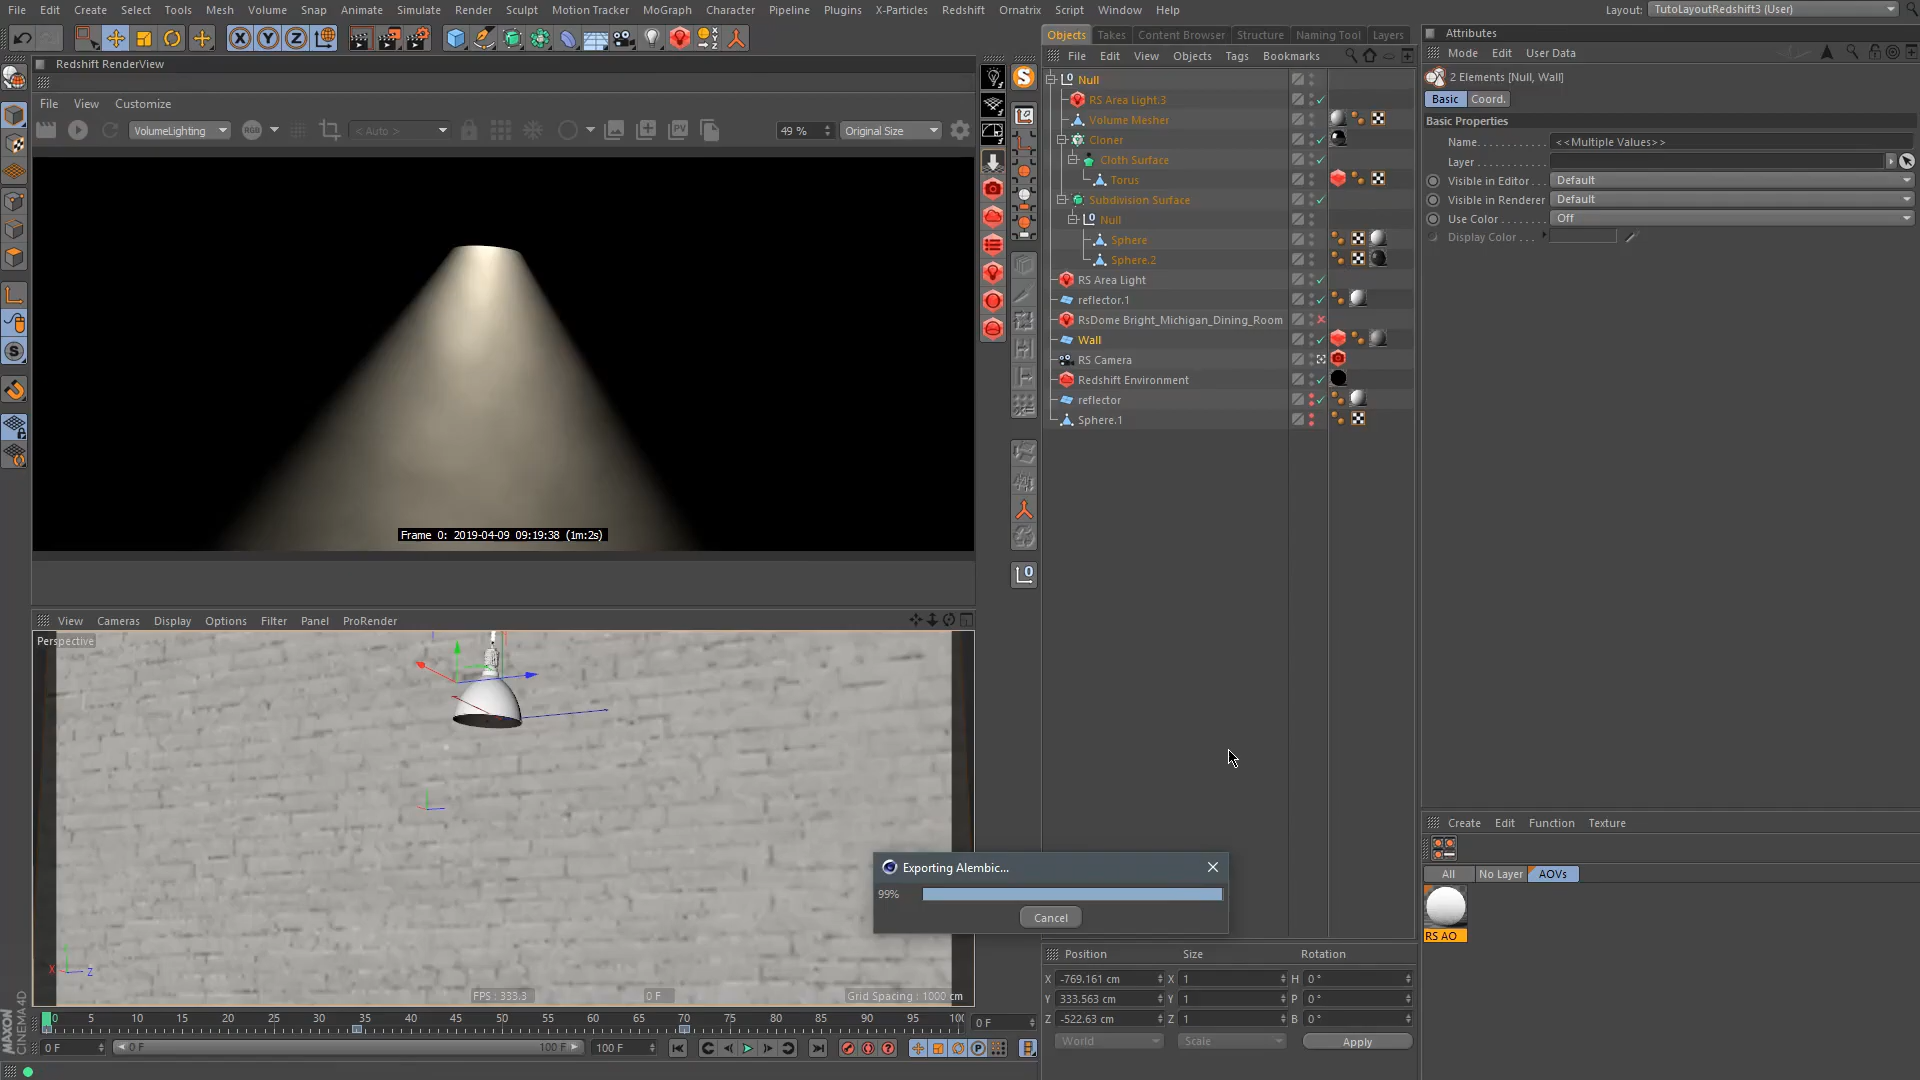 File Edit Create Select Tools Mesh Volume Snap Animate Simulate Render Sculpt Motion Tracker MoGraph Character Pipeline Plugins X-Particles Redshift Ornatrix Script Window Help
Layout: TutoLayoutRedshift3 (User)
Redshift RenderView
File View Customize
VolumeLighting
RGB
< Auto >
PV
49 %
Original Size
Frame 0: 2019-04-09 09:19:38 (1m:2s)
View Cameras Display Options Filter Panel ProRender
Perspective
FPS : 333.3
0 F
Grid Spacing : 1000 cm
X
Z
0 5 10 15 20 25 30 35 40 45 50 55 60 65 70 75 80 85 90 95 100
0 F
0 F
0 F
100 F
100 F
MAXON
CINEMA 4D
Exporting Alembic...
99%
Cancel
Objects Takes Content Browser Structure Naming Tool Layers
File Edit View Objects Tags Bookmarks
Null
RS Area Light.3
Volume Mesher
Cloner
Cloth Surface
Torus
Subdivision Surface
Null
Sphere
Sphere.2
RS Area Light
reflector.1
RsDome Bright_Michigan_Dining_Room
Wall
RS Camera
Redshift Environment
reflector
Sphere.1
Position Size Rotation
X -769.161 cm X 1 H 0 °
Y 333.563 cm Y 1 P 0 °
Z -522.63 cm Z 1 B 0 °
World Scale Apply
Attributes
Mode Edit User Data
2 Elements [Null, Wall]
Basic Coord.
Basic Properties
Name <<Multiple Values>>
Layer
Visible in Editor Default
Visible in Renderer Default
Use Color Off
Display Color
Create Edit Function Texture
All No Layer AOVs
RS AO